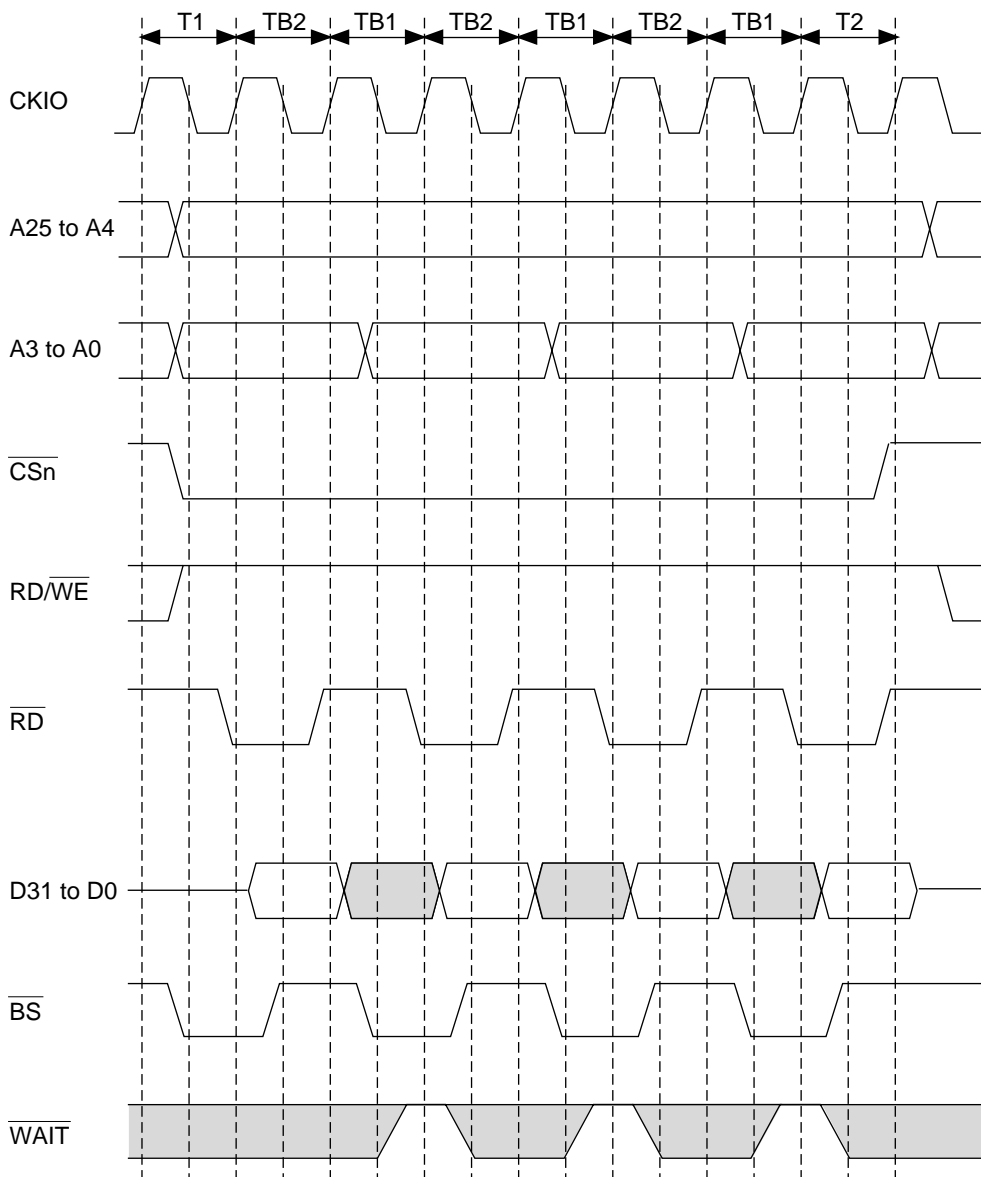 T1 TB2 TB1 TB2 TB1 TB2 TB1 T2
CKIO
A25 to A4
A3 to A0
CSn
RD/WE
RD
D31 to D0
BS
WAIT